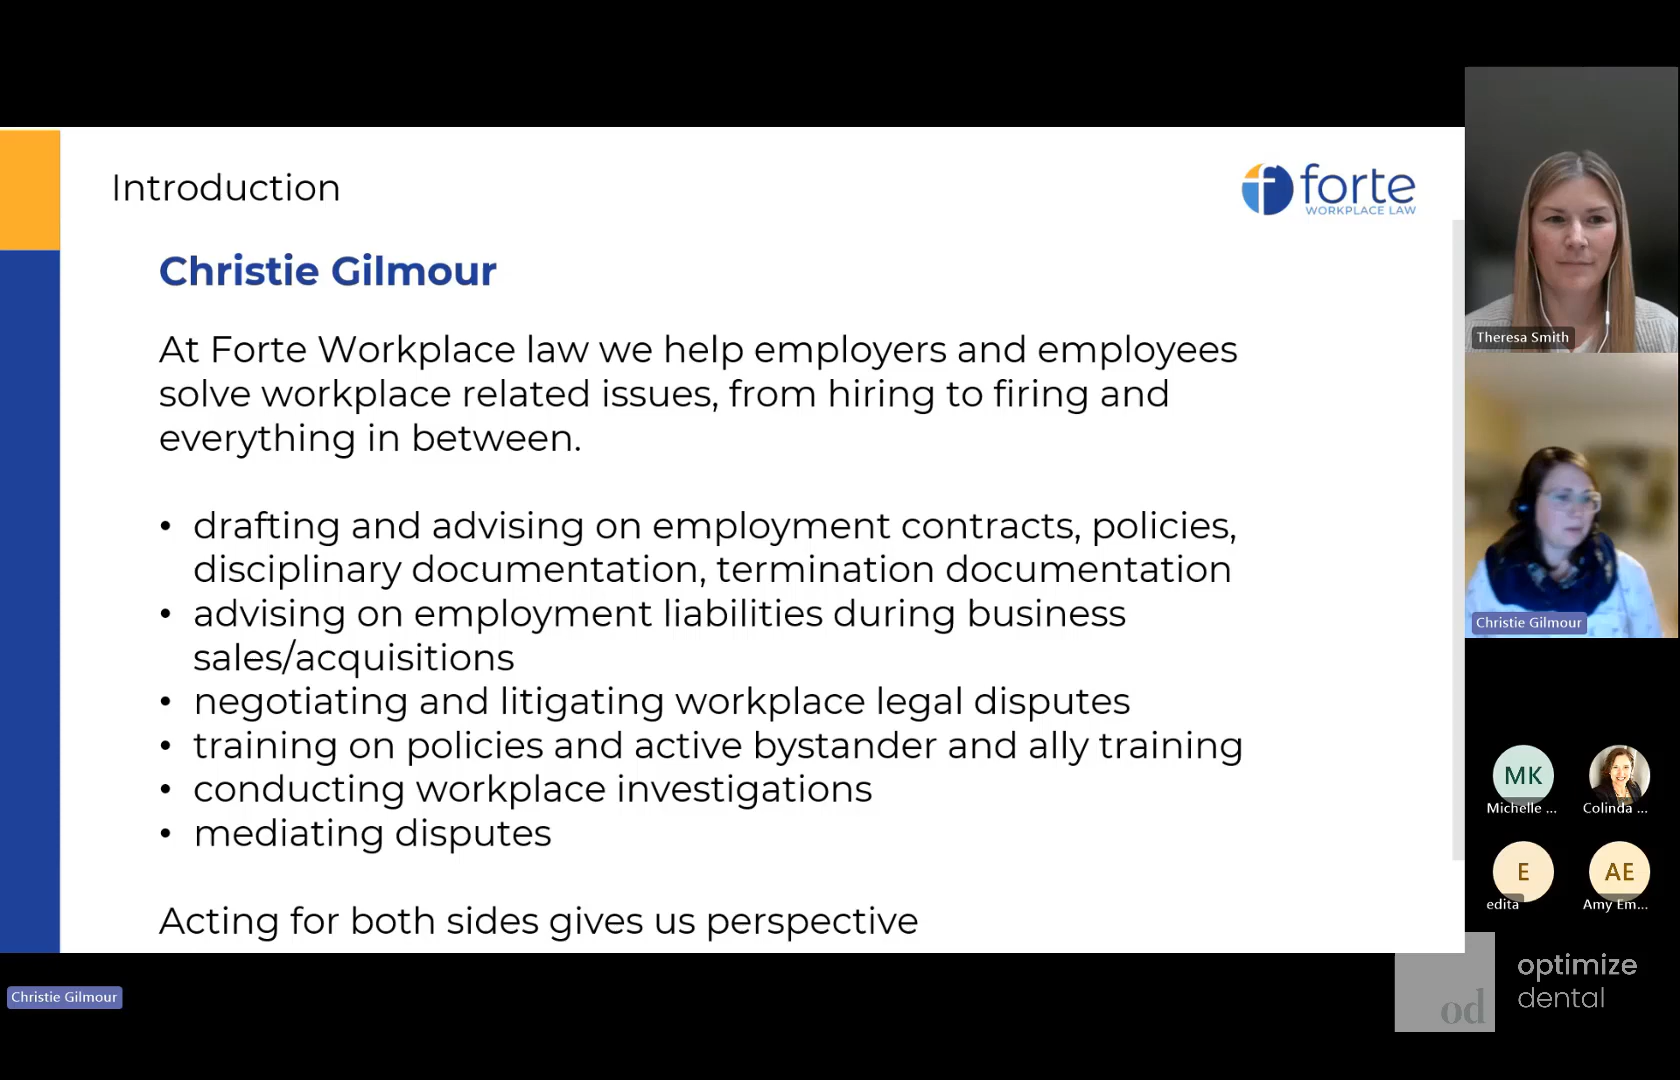 Introduction
forte
WORKPLACE LAW
Christie Gilmour
At Forte Workplace law we help employers and employees
solve workplace related issues, from hiring to firing and
everything in between.
• drafting and advising on employment contracts, policies,
disciplinary documentation, termination documentation
• advising on employment liabilities during business
sales/acquisitions
• negotiating and litigating workplace legal disputes
• training on policies and active bystander and ally training
• conducting workplace investigations
• mediating disputes
Acting for both sides gives us perspective
Theresa Smith
Christie Gilmour
MK
Michelle ...
Colinda ...
E
edita
AE
Amy Em...
od
optimize
dental
Christie Gilmour